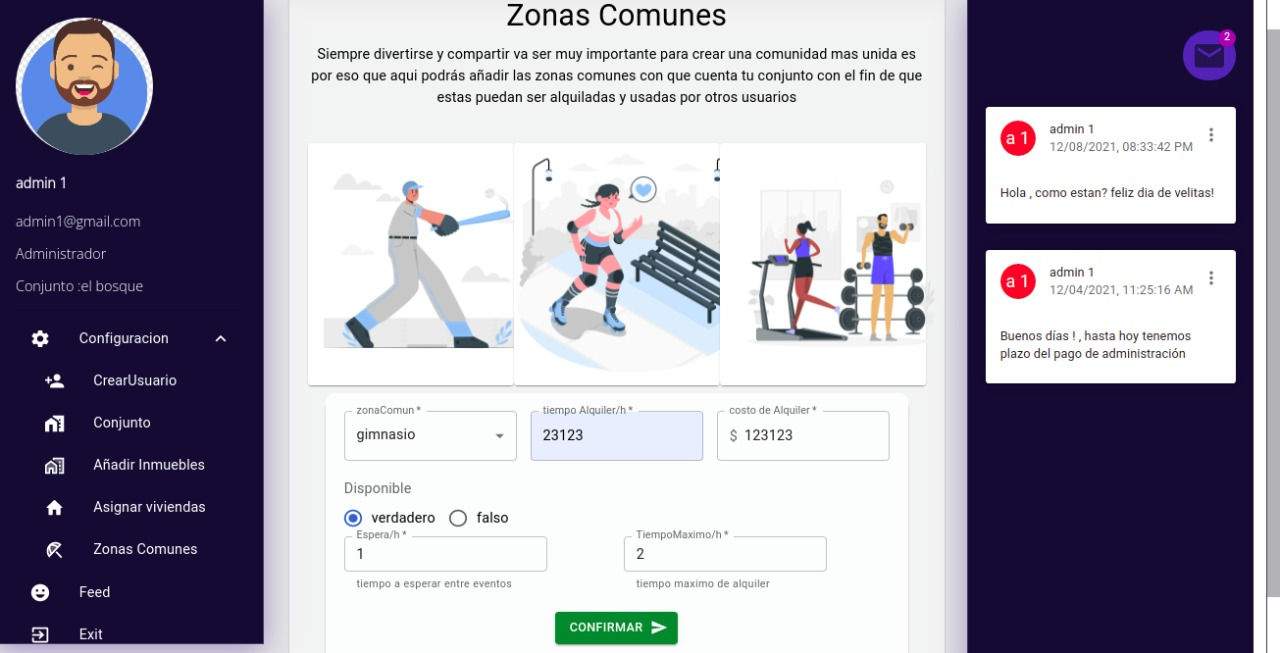 admin 1
admin1@gmail.com
Administrador
Conjunto :el bosque
Configuracion
CrearUsuario
Conjunto
Añadir Inmuebles
Asignar viviendas
Zonas Comunes
Feed
Exit
Zonas Comunes
Siempre divertirse y compartir va ser muy importante para crear una comunidad mas unida es
por eso que aqui podrás añadir las zonas comunes con que cuenta tu conjunto con el fin de que
estas puedan ser alquiladas y usadas por otros usuarios
zonaComun *
gimnasio
tiempo Alquiler/h *
23123
costo de Alquiler *
$ 123123
Disponible
verdadero
falso
Espera/h *
1
tiempo a esperar entre eventos
TiempoMaximo/h *
2
tiempo maximo de alquiler
CONFIRMAR
2
a 1
admin 1
12/08/2021, 08:33:42 PM
Hola , como estan? feliz dia de velitas!
a 1
admin 1
12/04/2021, 11:25:16 AM
Buenos días ! , hasta hoy tenemos
plazo del pago de administración